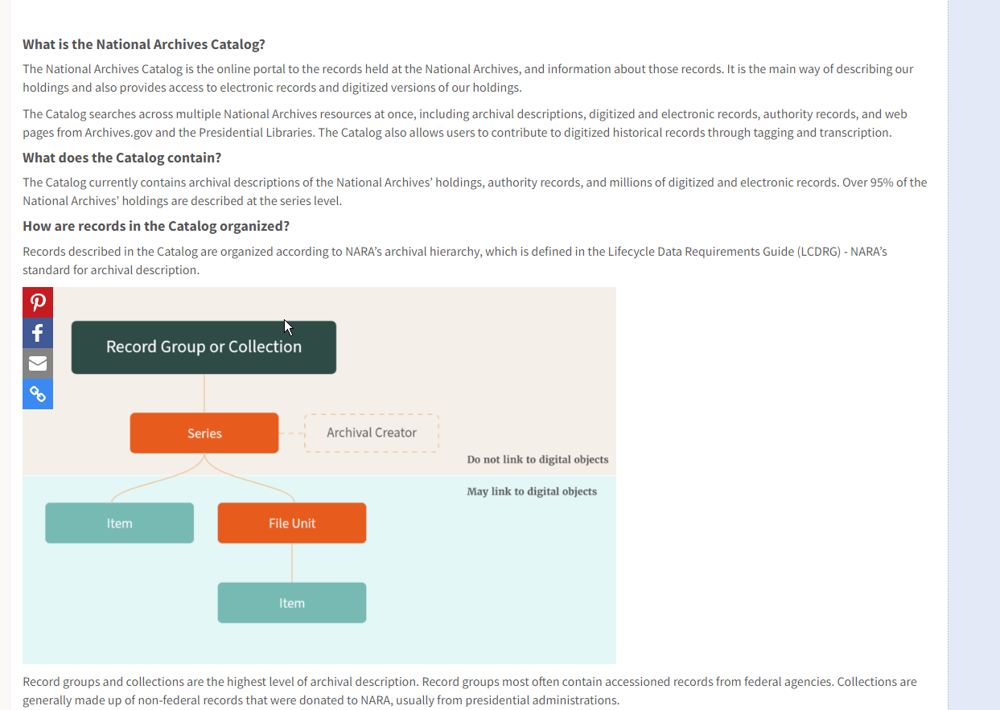 What is the National Archives Catalog?
The National Archives Catalog is the online portal to the records held at the National Archives, and information about those records. It is the main way of describing our
holdings and also provides access to electronic records and digitized versions of our holdings.
The Catalog searches across multiple National Archives resources at once, including archival descriptions, digitized and electronic records, authority records, and web
pages from Archives.gov and the Presidential Libraries. The Catalog also allows users to contribute to digitized historical records through tagging and transcription.
What does the Catalog contain?
The Catalog currently contains archival descriptions of the National Archives’ holdings, authority records, and millions of digitized and electronic records. Over 95% of the
National Archives’ holdings are described at the series level.
How are records in the Catalog organized?
Records described in the Catalog are organized according to NARA’s archival hierarchy, which is defined in the Lifecycle Data Requirements Guide (LCDRG) - NARA’s
standard for archival description.
Record Group or Collection
Series
Archival Creator
Do not link to digital objects
May link to digital objects
Item
File Unit
Item
Record groups and collections are the highest level of archival description. Record groups most often contain accessioned records from federal agencies. Collections are
generally made up of non-federal records that were donated to NARA, usually from presidential administrations.